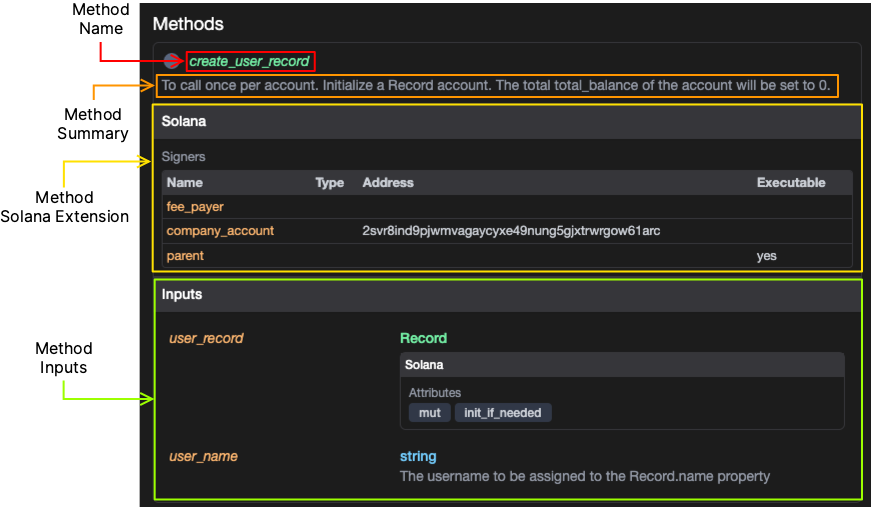 Method
Name
Methods
create_user_record
To call once per account. Initialize a Record account. The total total_balance of the account will be set to 0.
Method
Summary
Solana
Signers
Name Type Address Executable
fee_payer
company_account 2svr8ind9pjwmvagaycyxe49nung5gjxtrwrgow61arc
parent yes
Method
Solana Extension
Inputs
user_record Record
Solana
Attributes
mut init_if_needed
Method
Inputs
user_name string
The username to be assigned to the Record.name property